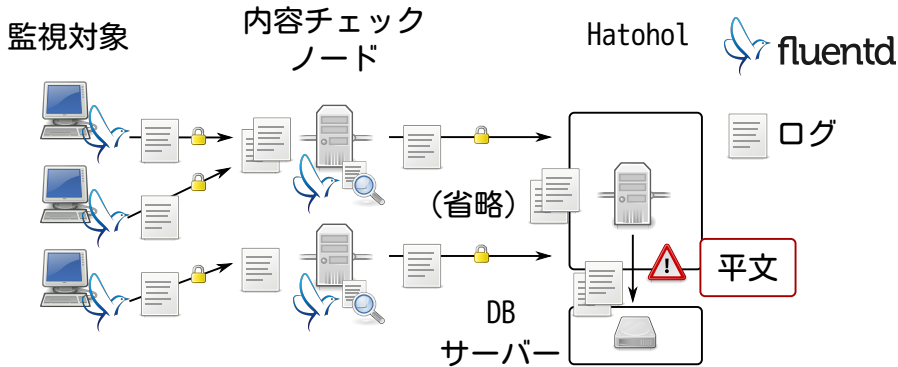 監視対象
内容チェック
ノード
Hatohol
fluentd
ログ
(省略)
平文
DB
サーバー